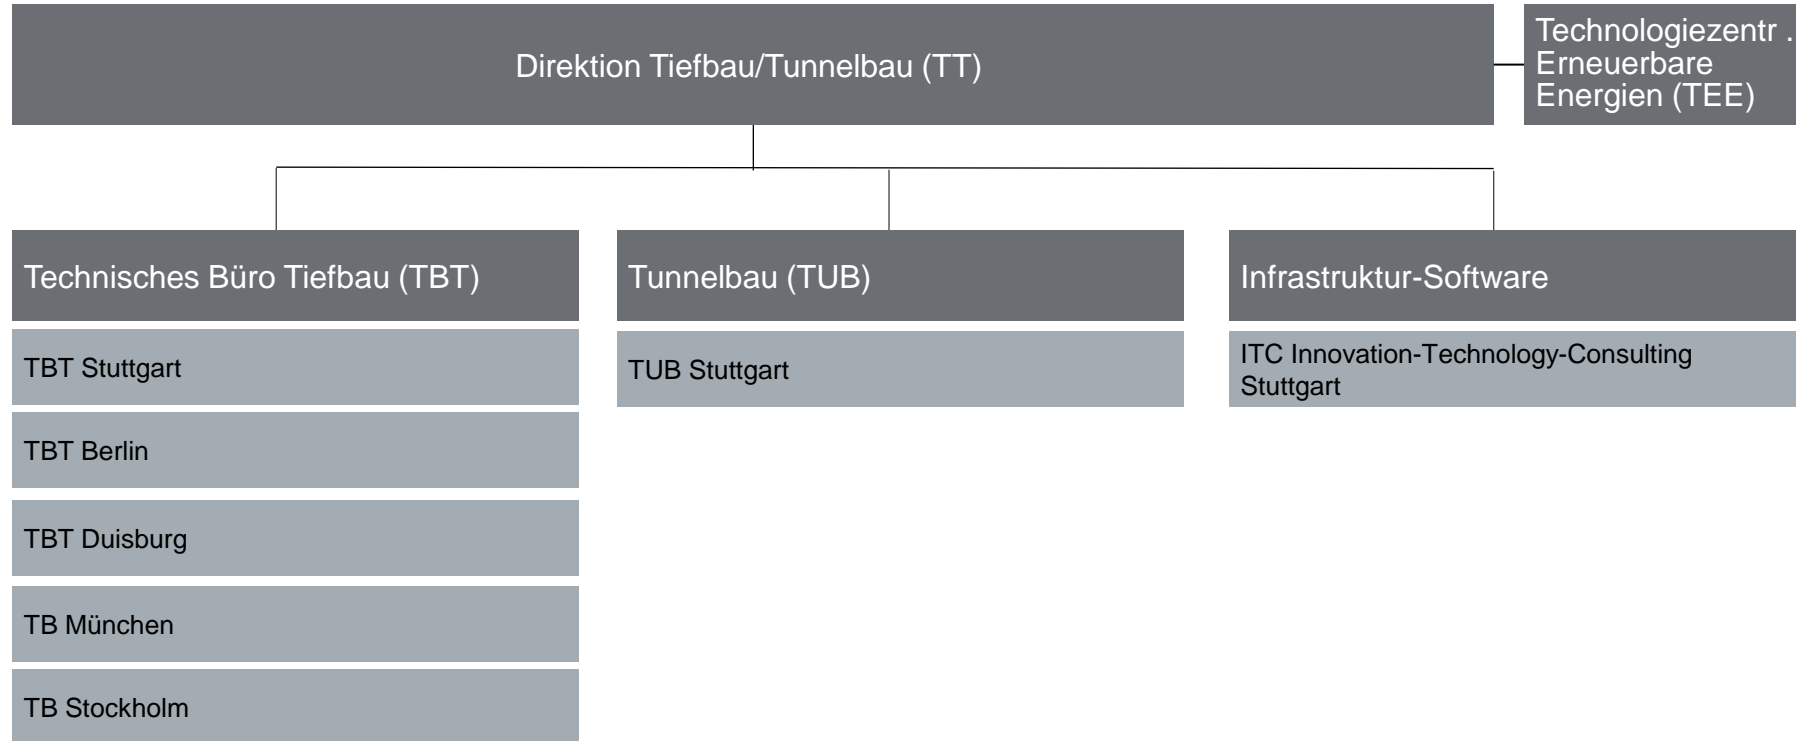 Direktion Tiefbau/Tunnelbau (TT)
Technologiezentr .
Erneuerbare
Energien (TEE)
Technisches Büro Tiefbau (TBT)
TBT Stuttgart
TBT Berlin
TBT Duisburg
TB München
TB Stockholm
Tunnelbau (TUB)
TUB Stuttgart
Infrastruktur-Software
ITC Innovation-Technology-Consulting
Stuttgart